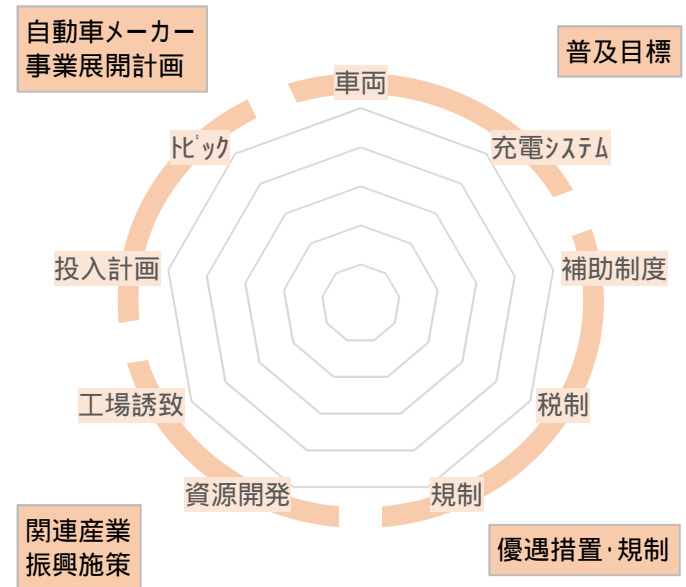 自動車メーカー
事業展開計画
普及目標
車両
トピック
充電システム
投入計画
補助制度
工場誘致
税制
資源開発
規制
関連産業
振興施策
優遇措置・規制